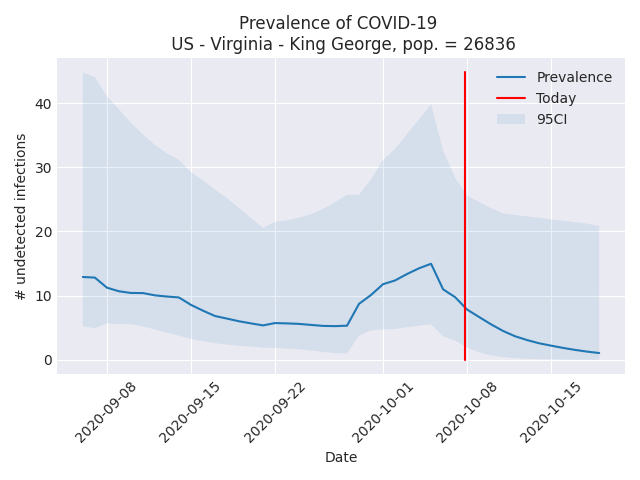 Prevalence of COVID-19
US - Virginia - King George, pop. = 26836
Prevalence
Today
95CI
# undetected infections
40
30
20
10
0
2020-09-08
2020-09-15
2020-09-22
2020-10-01
2020-10-08
2020-10-15
Date